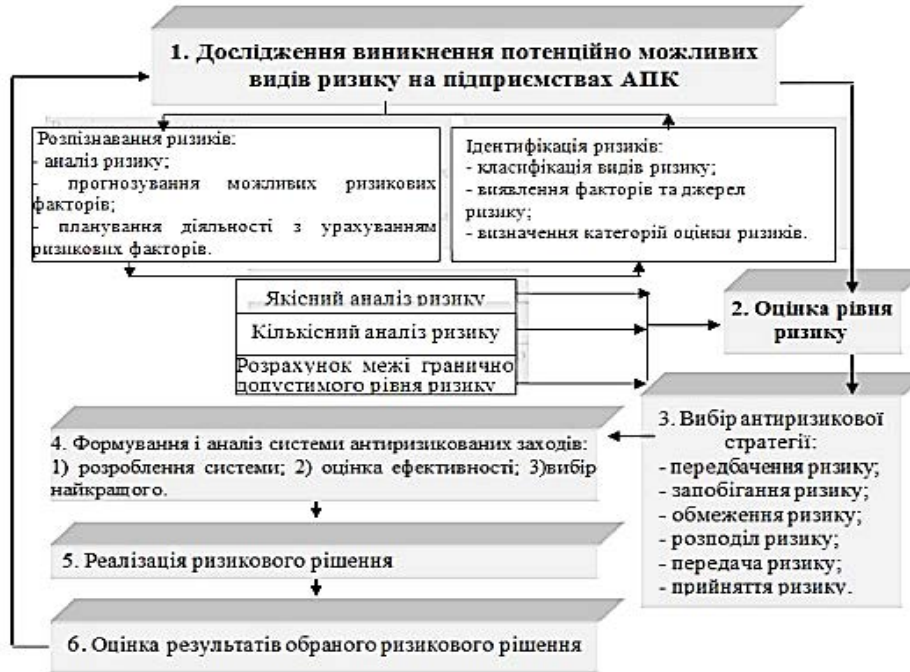 1. Дослідження виникнення потенційно можливих
видів ризику на підприємствах АПК
Розпізнавання ризиків:
- аналіз ризику;
- прогнозування можливих ризикових
факторів;
- планування діяльності з урахуванням
ризикових факторів.
Ідентифікація ризиків:
- класифікація видів ризику;
- виявлення факторів та джерел
ризику;
- визначення категорій оцінки ризиків.
Якісний аналіз ризику
Кількісний аналіз ризику
Розрахунок межі гранично
допустимого рівня ризику
2. Оцінка рівня
ризику
3. Вибір антиризикової
стратегії:
- передбачення ризику;
- запобігання ризику;
- обмеження ризику;
- розподіл ризику;
- передача ризику;
- прийняття ризику.
4. Формування і аналіз системи антиризикованих заходів:
1) розроблення системи; 2) оцінка ефективності; 3)вибір
найкращого.
5. Реалізація ризикового рішення
6. Оцінка результатів обраного ризикового рішення